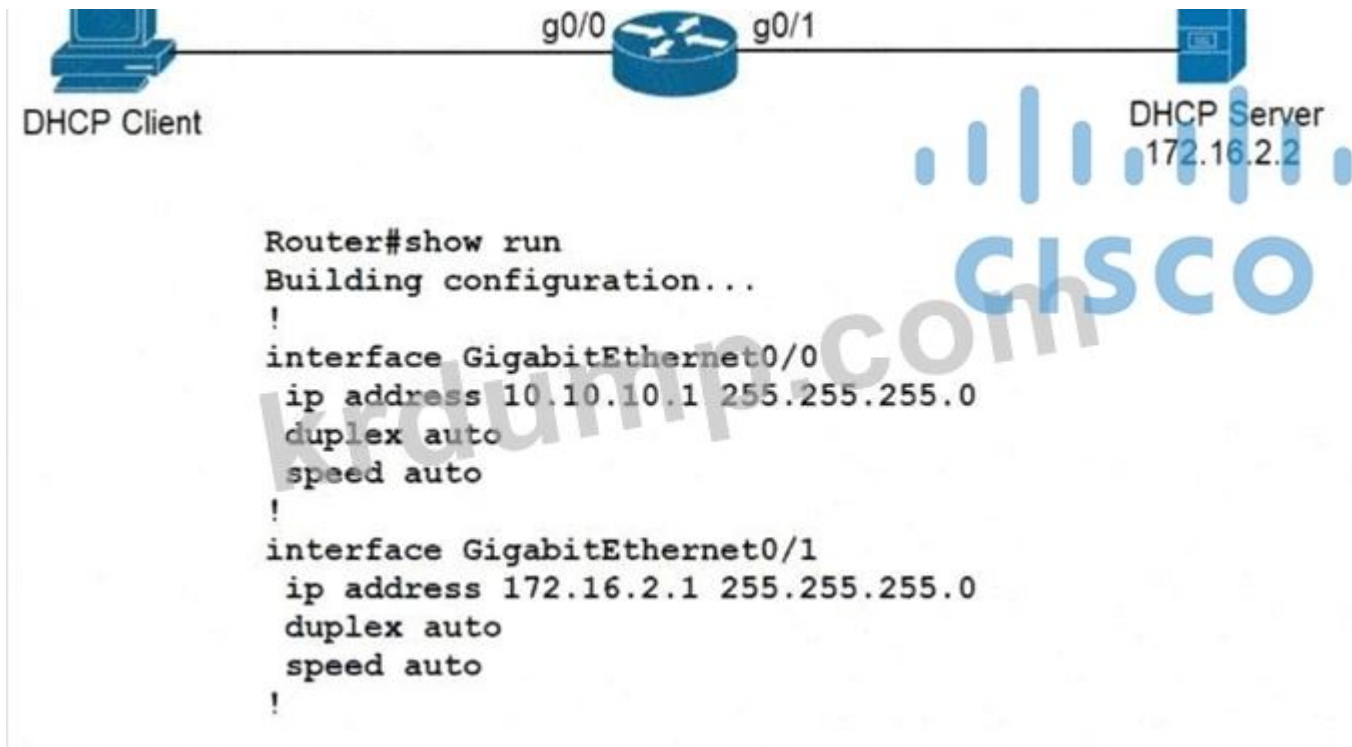 g0/0 g0/1
DHCP Client
DHCP Server
172.16.2.2
CISCO
Router#show run
Building configuration...
!
interface GigabitEthernet0/0
ip address 10.10.10.1 255.255.255.0
duplex auto
speed auto
!
interface GigabitEthernet0/1
ip address 172.16.2.1 255.255.255.0
duplex auto
speed auto
!
krdump.com